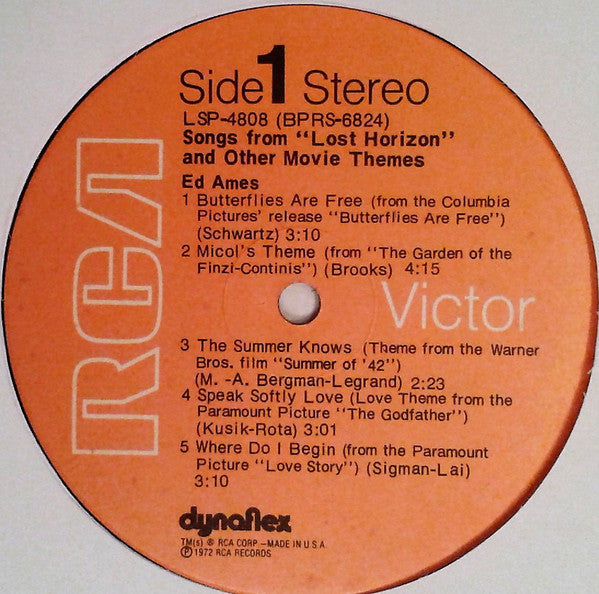 Side 1 Stereo
LSP-4808 (BPRS-6824)
Songs from "Lost Horizon"
and Other Movie Themes
Ed Ames
1 Butterflies Are Free (from the Columbia
Pictures' release "Butterflies Are Free")
(Schwartz) 3:10
2 Micol's Theme (from "The Garden of the
Finzi-Continis") (Brooks) 4:15
RCA
Victor
3 The Summer Knows (Theme from the Warner
Bros. film "Summer of '42")
(M. -A. Bergman-Legrand) 2:23
4 Speak Softly Love (Love Theme from the
Paramount Picture "The Godfather")
(Kusik-Rota) 3:01
5 Where Do I Begin (from the Paramount
Picture "Love Story") (Sigman-Lai)
3:10
dynaflex
TM(s) ® RCA CORP.–MADE IN U.S.A.
℗ 1972 RCA RECORDS